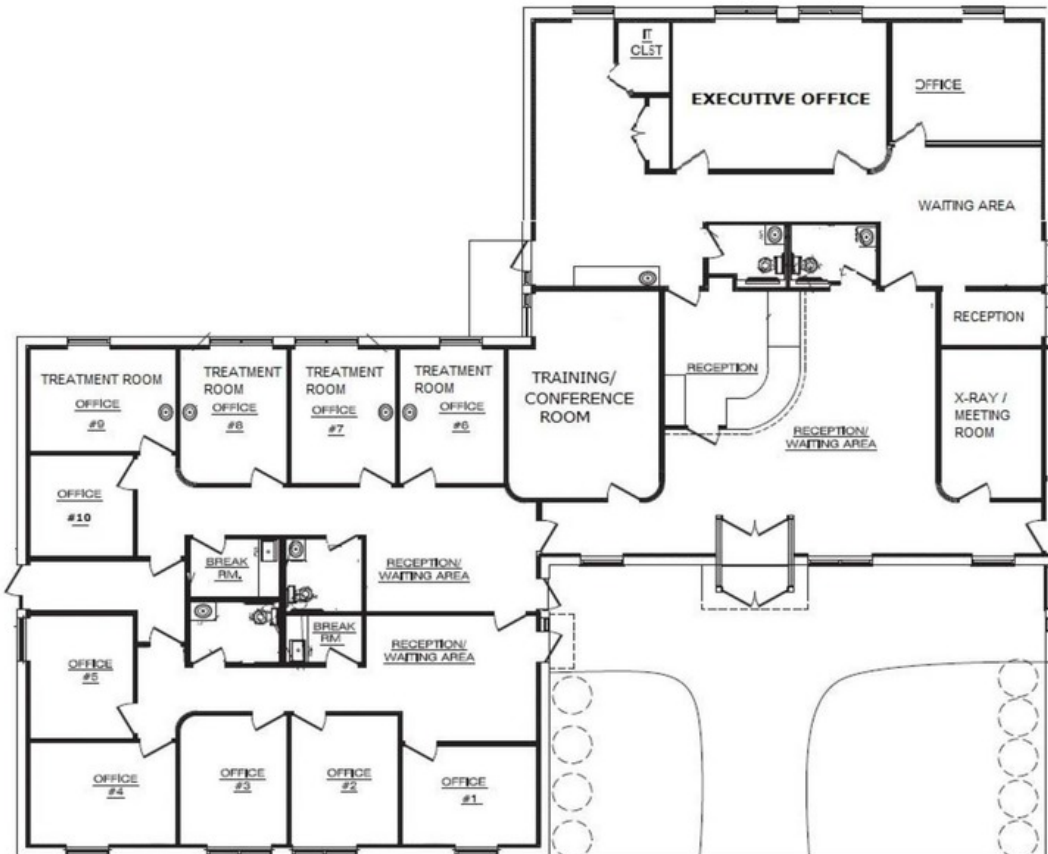 IT
CLST
EXECUTIVE OFFICE
OFFICE
WAITING AREA
RECEPTION
RECEPTION
TRAINING/
CONFERENCE
ROOM
X-RAY /
MEETING
ROOM
RECEPTION/
WAITING AREA
TREATMENT ROOM
OFFICE
#9
TREATMENT
ROOM
OFFICE
#8
TREATMENT
ROOM
OFFICE
#7
TREATMENT
ROOM
OFFICE
#6
OFFICE
#10
BREAK
RM.
RECEPTION/
WAITING AREA
BREAK
RM
RECEPTION/
WAITING AREA
OFFICE
#5
OFFICE
#4
OFFICE
#3
OFFICE
#2
OFFICE
#1